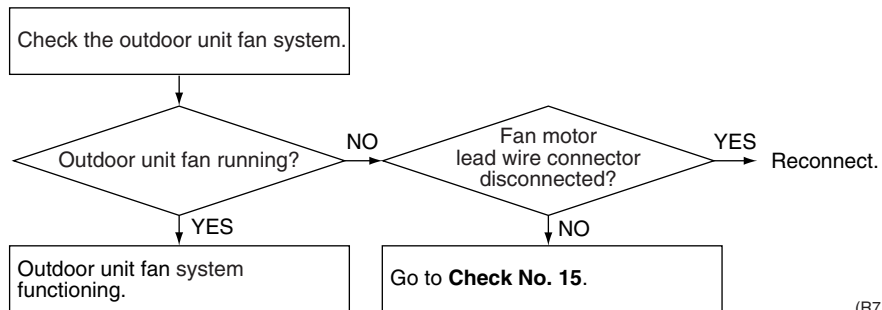 Check the outdoor unit fan system.
Outdoor unit fan running?
NO
Fan motor
lead wire connector
disconnected?
YES
Reconnect.
YES
NO
Outdoor unit fan system
functioning.
Go to Check No. 15.
(R7